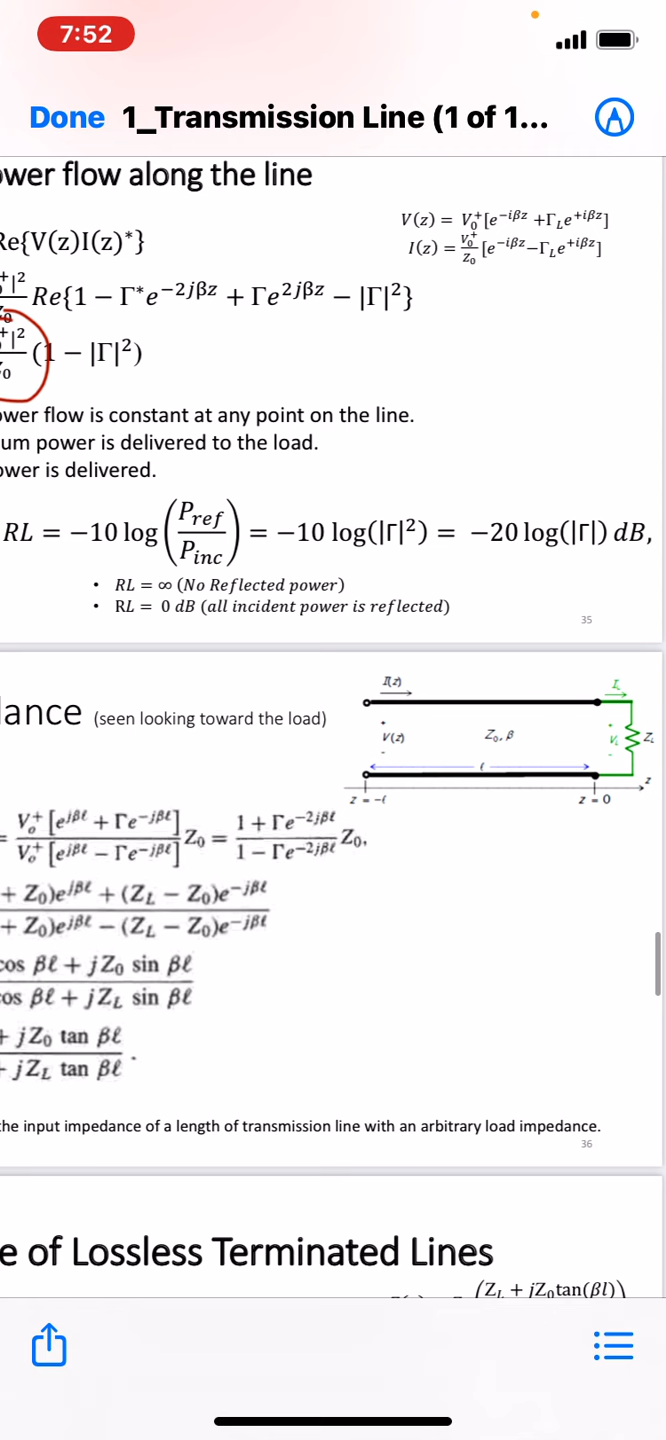 7:52
Done 1_Transmission Line (1 of 1...
ower flow along the line
V(z) = V₀⁺[e^{-iβz} +Γ_L e^{+iβz}]
Re{V(z)I(z)*}
I(z) = V₀⁺/Z₀ [e^{-iβz}−Γ_L e^{+iβz}]
⁺|²/Z₀ Re{1 − Γ*e^{−2jβz} + Γe^{2jβz} − |Γ|²}
⁺|²/Z₀ (1 − |Γ|²)
ower flow is constant at any point on the line.
um power is delivered to the load.
ower is delivered.
RL = −10 log(P_ref/P_inc) = −10 log(|Γ|²) = −20 log(|Γ|) dB,
• RL = ∞ (No Reflected power)
• RL = 0 dB (all incident power is reflected)
35
lance (seen looking toward the load)
I(z)
V(z)
Z₀, β
V_L
Z_L
z
ℓ
z = −ℓ
z = 0
= V₀⁺[e^{jβℓ} + Γe^{−jβℓ}]/V₀⁺[e^{jβℓ} − Γe^{−jβℓ}] Z₀ = 1 + Γe^{−2jβℓ}/1 − Γe^{−2jβℓ} Z₀,
+ Z₀)e^{jβℓ} + (Z_L − Z₀)e^{−jβℓ}
+ Z₀)e^{jβℓ} − (Z_L − Z₀)e^{−jβℓ}
cos βℓ + jZ₀ sin βℓ
cos βℓ + jZ_L sin βℓ
+ jZ₀ tan βℓ
+ jZ_L tan βℓ .
the input impedance of a length of transmission line with an arbitrary load impedance.
36
e of Lossless Terminated Lines
(Z_L + jZ₀tan(βl))